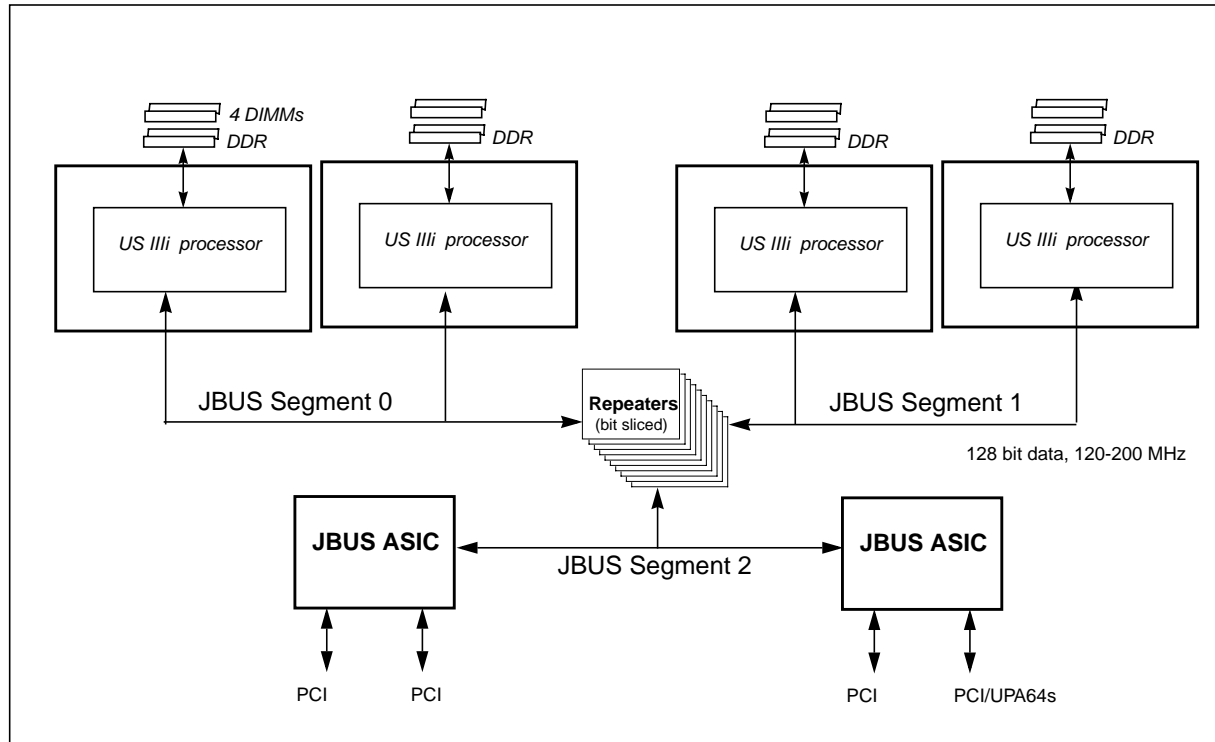 4 DIMMs
DDR
DDR
DDR
DDR
US IIIi processor
US IIIi processor
US IIIi processor
US IIIi processor
JBUS Segment 0
Repeaters
(bit sliced)
JBUS Segment 1
128 bit data, 120-200 MHz
JBUS ASIC
JBUS Segment 2
JBUS ASIC
PCI
PCI
PCI
PCI/UPA64s